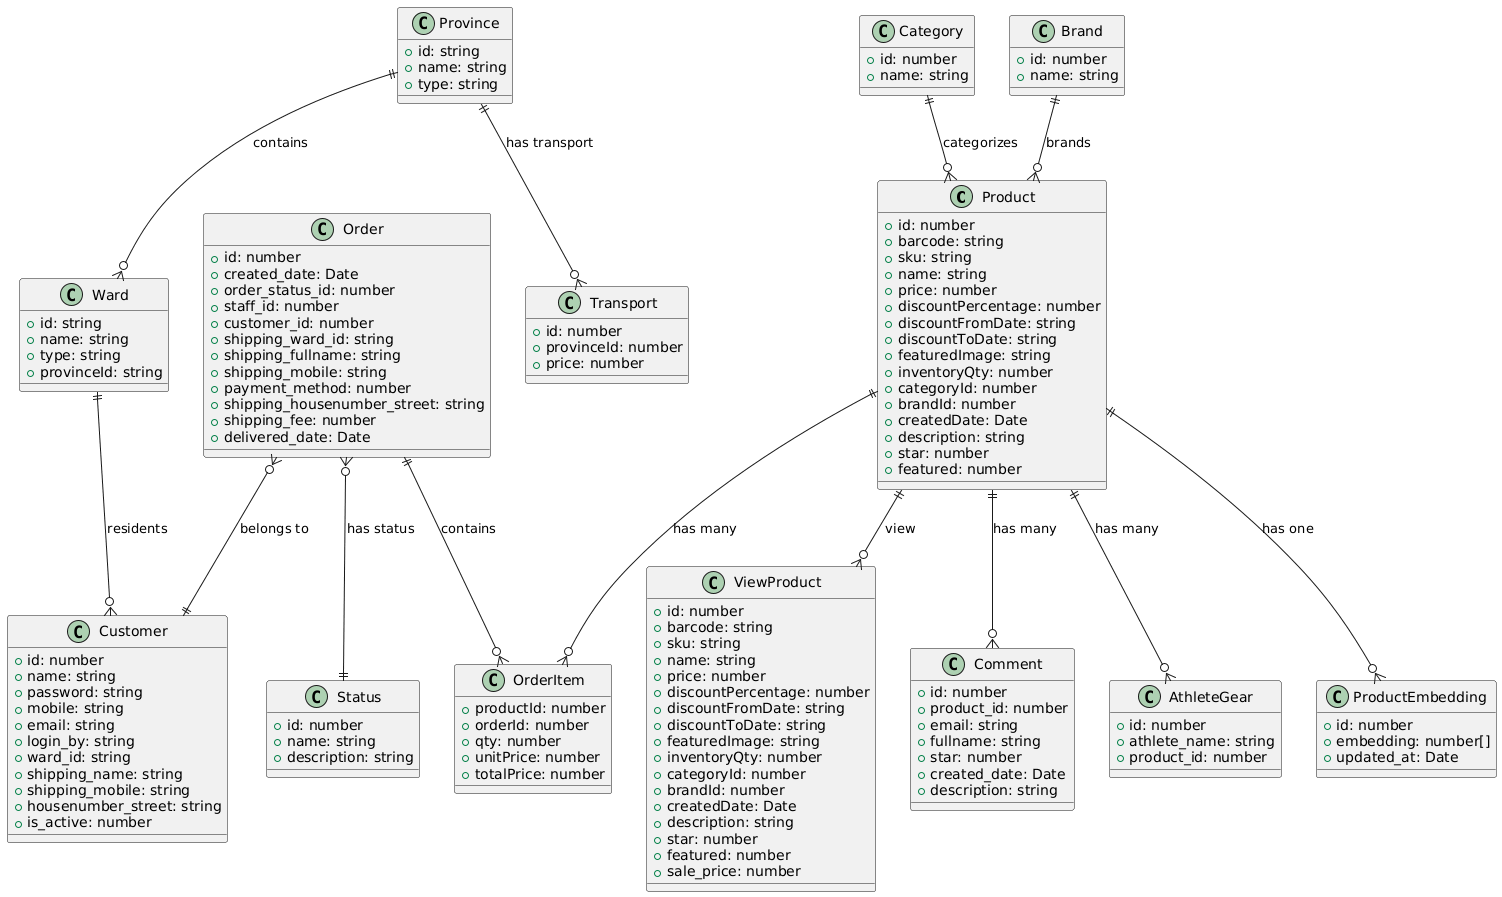 Province
id: string
name: string
type: string
Category
id: number
name: string
Brand
id: number
name: string
contains
has transport
categorizes
brands
Product
id: number
barcode: string
sku: string
name: string
price: number
discountPercentage: number
discountFromDate: string
discountToDate: string
featuredImage: string
inventoryQty: number
categoryId: number
brandId: number
createdDate: Date
description: string
star: number
featured: number
Order
id: number
created_date: Date
order_status_id: number
staff_id: number
customer_id: number
shipping_ward_id: string
shipping_fullname: string
shipping_mobile: string
payment_method: number
shipping_housenumber_street: string
shipping_fee: number
delivered_date: Date
Ward
id: string
name: string
type: string
provinceId: string
Transport
id: number
provinceId: number
price: number
residents
belongs to
has status
contains
has many
view
has many
has many
has one
Customer
id: number
name: string
password: string
mobile: string
email: string
login_by: string
ward_id: string
shipping_name: string
shipping_mobile: string
housenumber_street: string
is_active: number
Status
id: number
name: string
description: string
OrderItem
productId: number
orderId: number
qty: number
unitPrice: number
totalPrice: number
ViewProduct
id: number
barcode: string
sku: string
name: string
price: number
discountPercentage: number
discountFromDate: string
discountToDate: string
featuredImage: string
inventoryQty: number
categoryId: number
brandId: number
createdDate: Date
description: string
star: number
featured: number
sale_price: number
Comment
id: number
product_id: number
email: string
fullname: string
star: number
created_date: Date
description: string
AthleteGear
id: number
athlete_name: string
product_id: number
ProductEmbedding
id: number
embedding: number[]
updated_at: Date